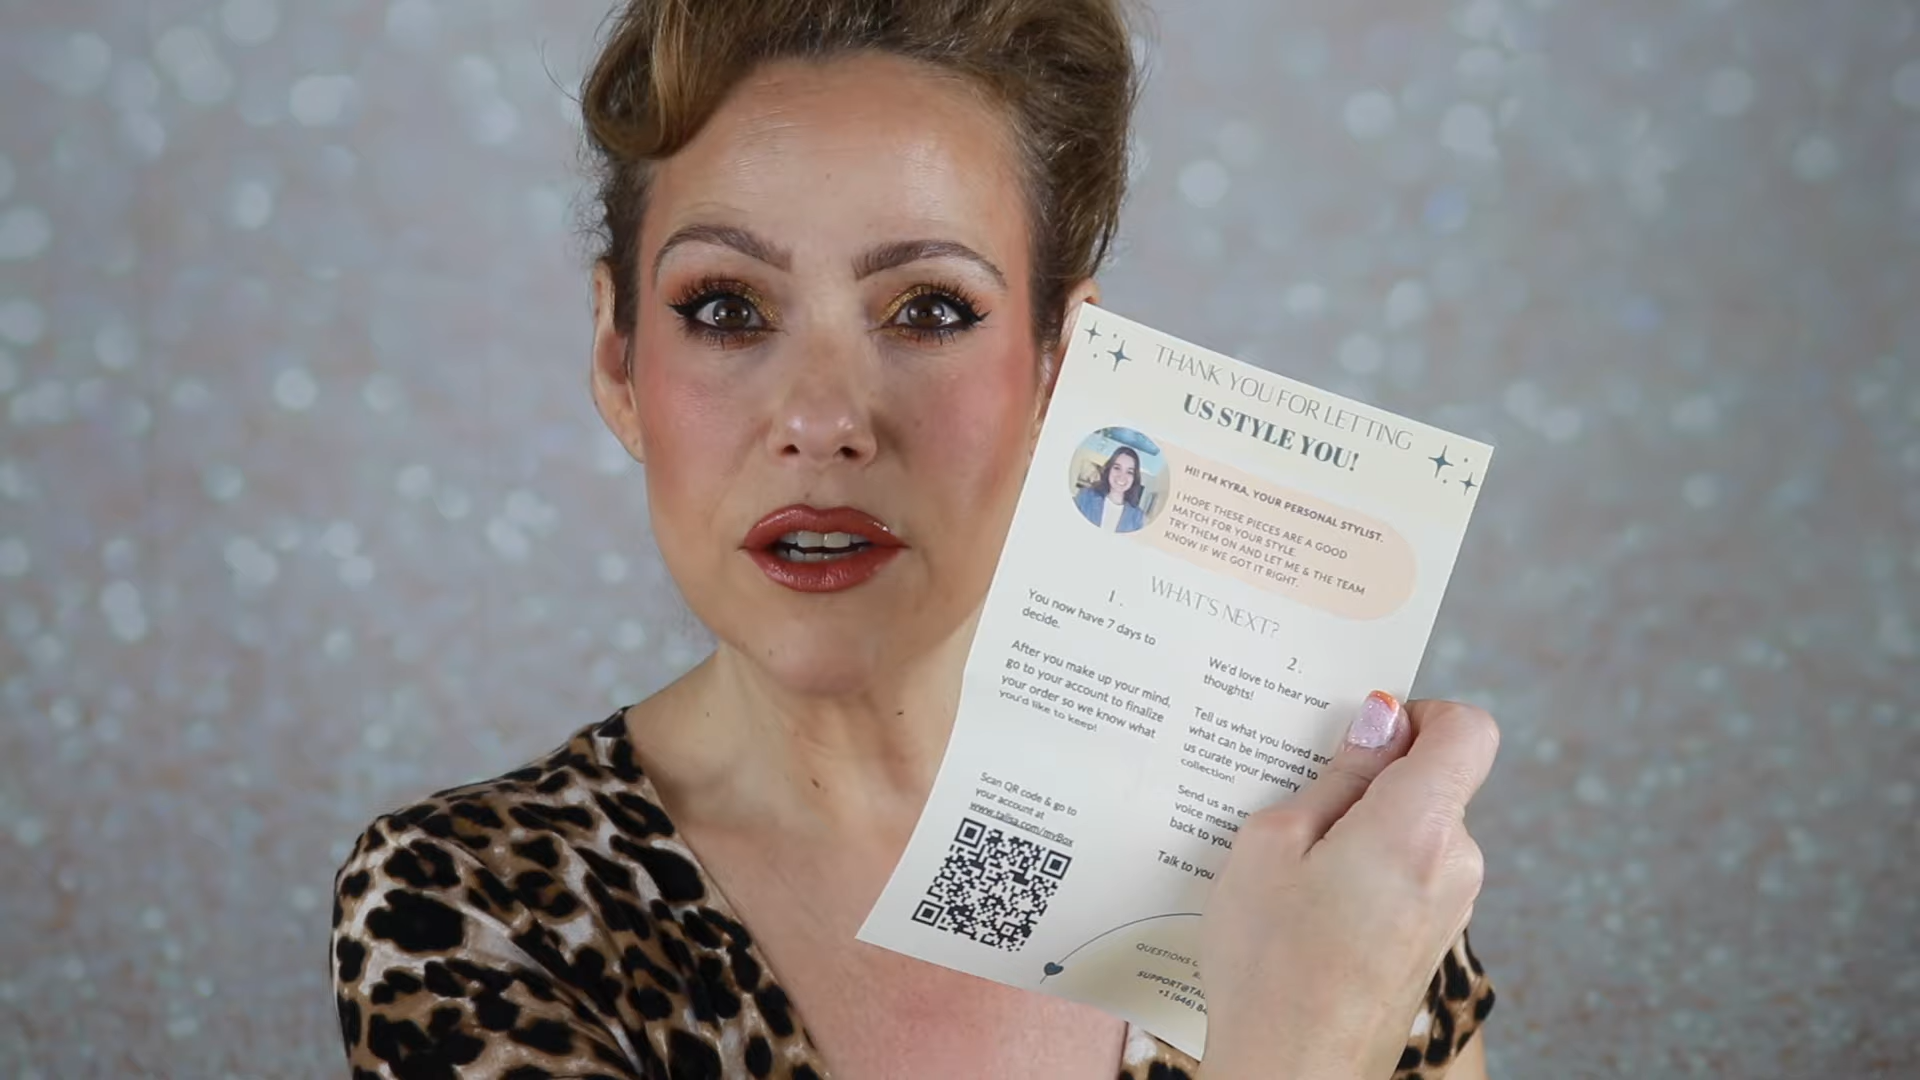 THANK YOU FOR LETTING
US STYLE YOU!
HI! I'M KYRA, YOUR PERSONAL STYLIST.
I HOPE THESE PIECES ARE A GOOD
MATCH FOR YOUR STYLE.
TRY THEM ON AND LET ME & THE TEAM
KNOW IF WE GOT IT RIGHT.
WHAT'S NEXT?
1.
You now have 7 days to
decide.
After you make up your mind,
go to your account to finalize
your order so we know what
you'd like to keep!
Scan QR code & go to
your account at
www.talisa.com/myBox
2.
We'd love to hear your
thoughts!
Tell us what you loved and
what can be improved to
us curate your jewelry
collection!
Send us an
voice
back to you.
Talk to you
QUESTIONS
+1 (646)